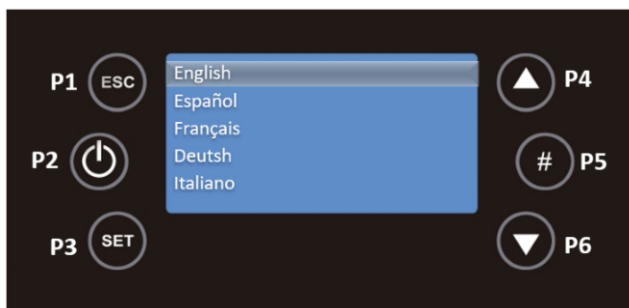 P1 ESC
P2
P3 SET
English
Español
Français
Deutsh
Italiano
P4
# P5
P6